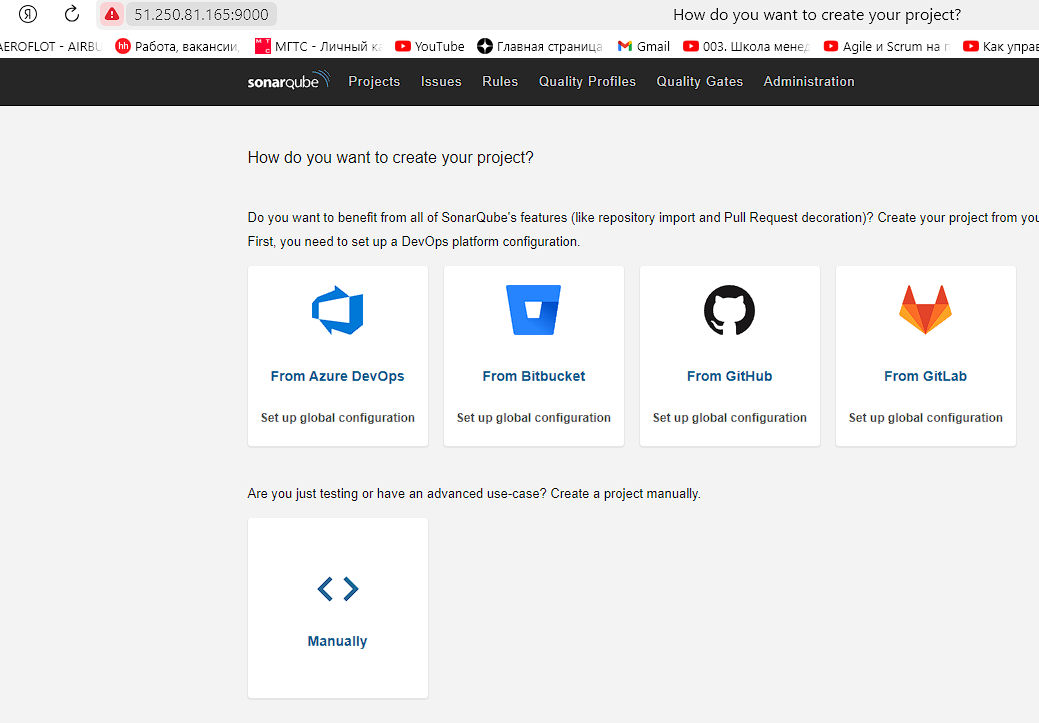 Я 51.250.81.165:9000 How do you want to create your project?
AEROFLOT - AIRBU hh Работа, вакансии, МГТС - Личный ка YouTube Главная страница Gmail 003. Школа менед Agile и Scrum на п Как управ
sonarqube Projects Issues Rules Quality Profiles Quality Gates Administration
How do you want to create your project?
Do you want to benefit from all of SonarQube's features (like repository import and Pull Request decoration)? Create your project from you
First, you need to set up a DevOps platform configuration.
From Azure DevOps From Bitbucket From GitHub From GitLab
Set up global configuration Set up global configuration Set up global configuration Set up global configuration
Are you just testing or have an advanced use-case? Create a project manually.
Manually